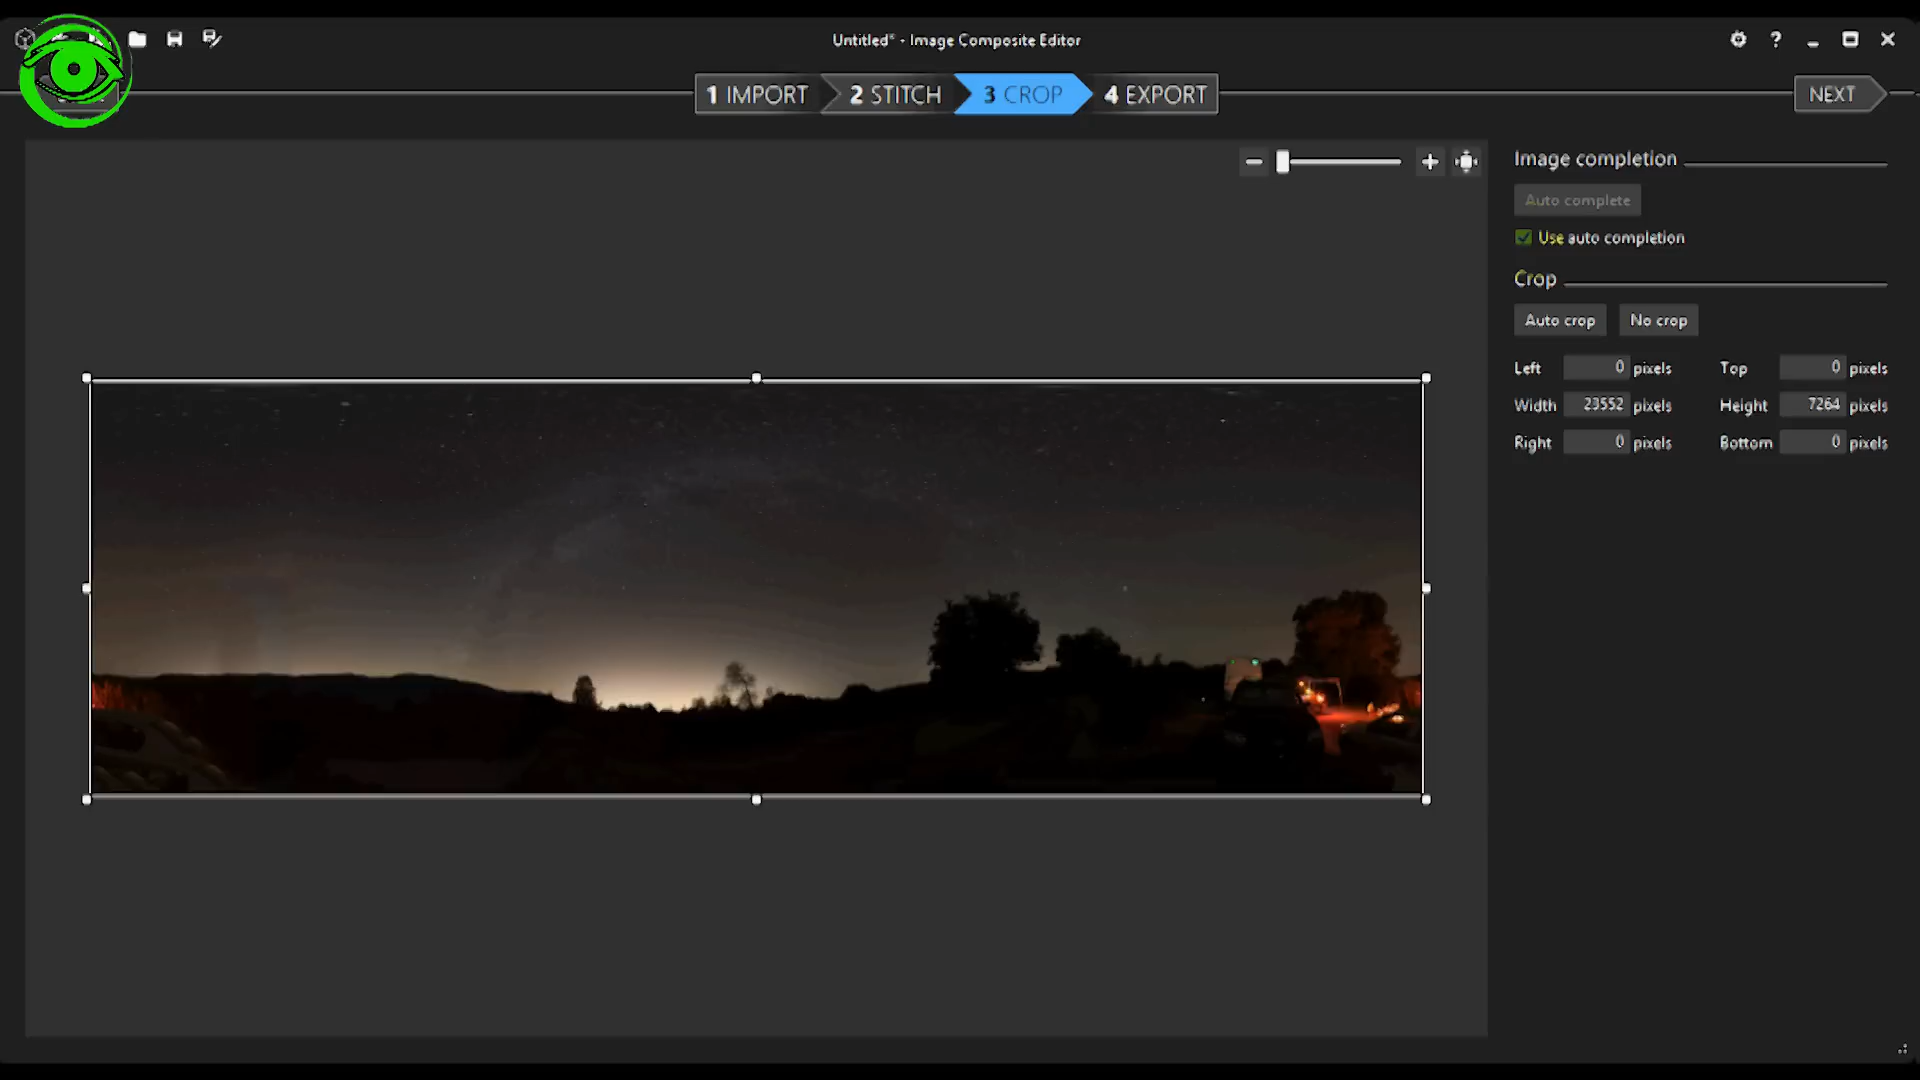 Untitled* - Image Composite Editor
1 IMPORT 2 STITCH 3 CROP 4 EXPORT
NEXT
Image completion
Auto complete
Use auto completion
Crop
Auto crop No crop
Left 0 pixels Top 0 pixels
Width 23552 pixels Height 7264 pixels
Right 0 pixels Bottom 0 pixels